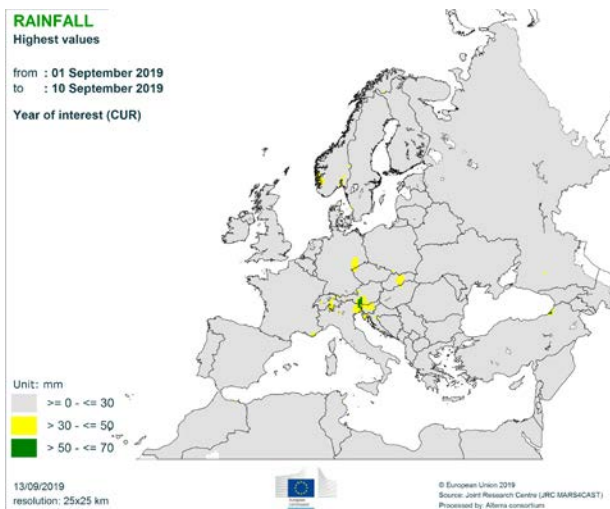 RAINFALL
Highest values
from : 01 September 2019
to : 10 September 2019
Year of interest (CUR)
Unit: mm
>= 0 - <= 30
> 30 - <= 50
> 50 - <= 70
13/09/2019
resolution: 25x25 km
© European Union 2019
Source: Joint Research Centre (JRC MARS4CAST)
Processed by: Alterra consortium